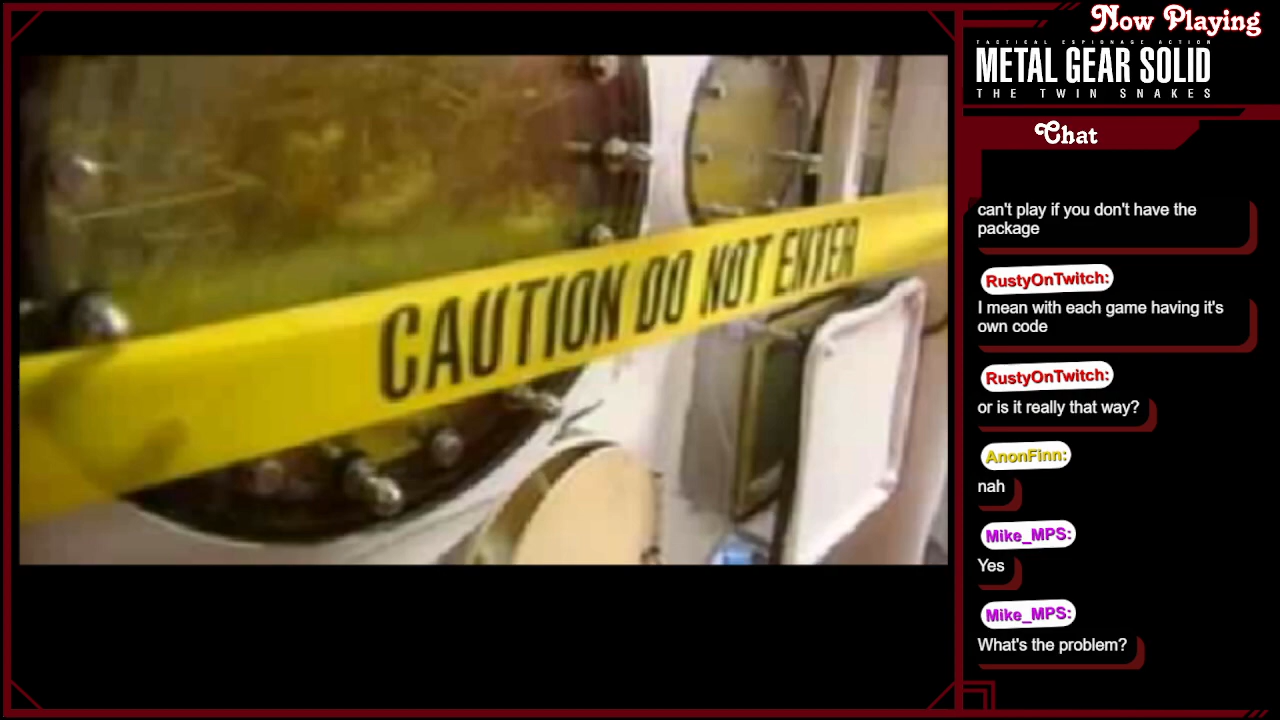 Now Playing
TACTICAL ESPIONAGE ACTION
METAL GEAR SOLID
THE TWIN SNAKES
Chat
can't play if you don't have the
package
RustyOnTwitch:
I mean with each game having it's
own code
RustyOnTwitch:
or is it really that way?
AnonFinn:
nah
Mike_MPS:
Yes
Mike_MPS:
What's the problem?
CAUTION DO NOT ENTER